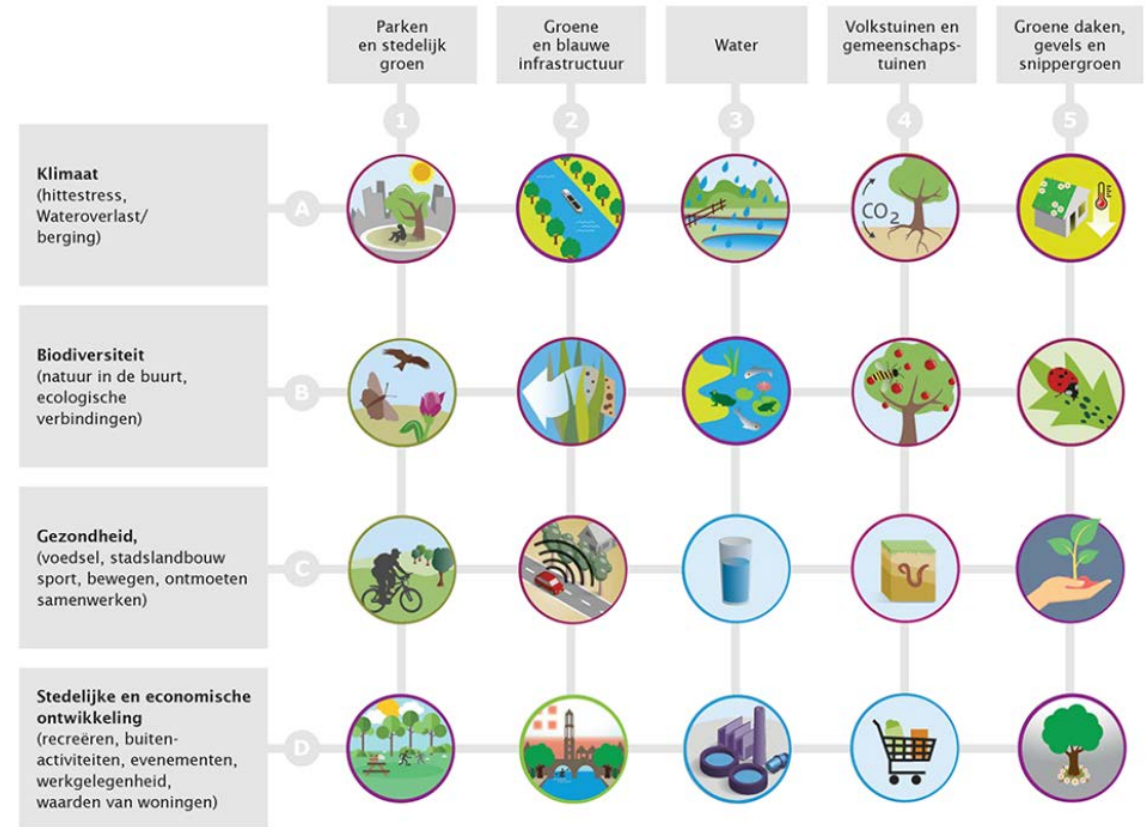 Parken
en stedelijk
groen
Groene
en blauwe
infrastructuur
Water
Volkstuinen en
gemeenschaps-
tuinen
Groene daken,
gevels en
snippergroen
1
2
3
4
5
Klimaat
(hittestress,
Wateroverlast/
berging)
A
CO2
Biodiversiteit
(natuur in de buurt,
ecologische
verbindingen)
B
Gezondheid,
(voedsel, stadslandbouw
sport, bewegen, ontmoeten
samenwerken)
C
Stedelijke en economische
ontwikkeling
(recreëren, buiten-
activiteiten, evenementen,
werkgelegenheid,
waarden van woningen)
D